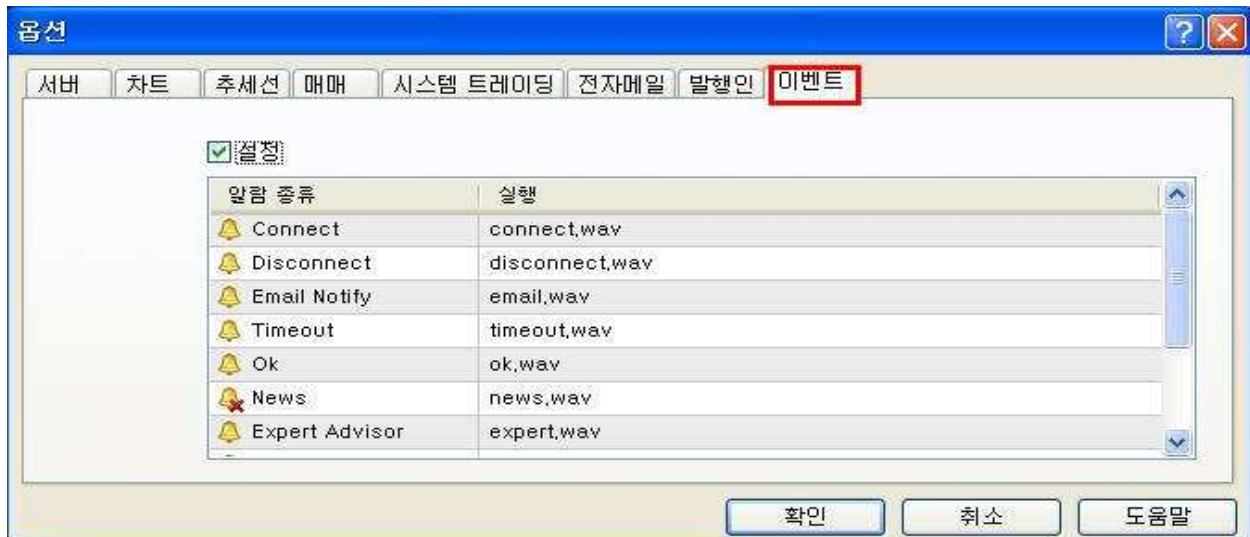 옵션
서버 차트 추세선 매매 시스템 트레이딩 전자메일 발행인 이벤트
설정
알람 종류 실행
Connect connect.wav
Disconnect disconnect.wav
Email Notify email.wav
Timeout timeout.wav
Ok ok.wav
News news.wav
Expert Advisor expert.wav
확인 취소 도움말